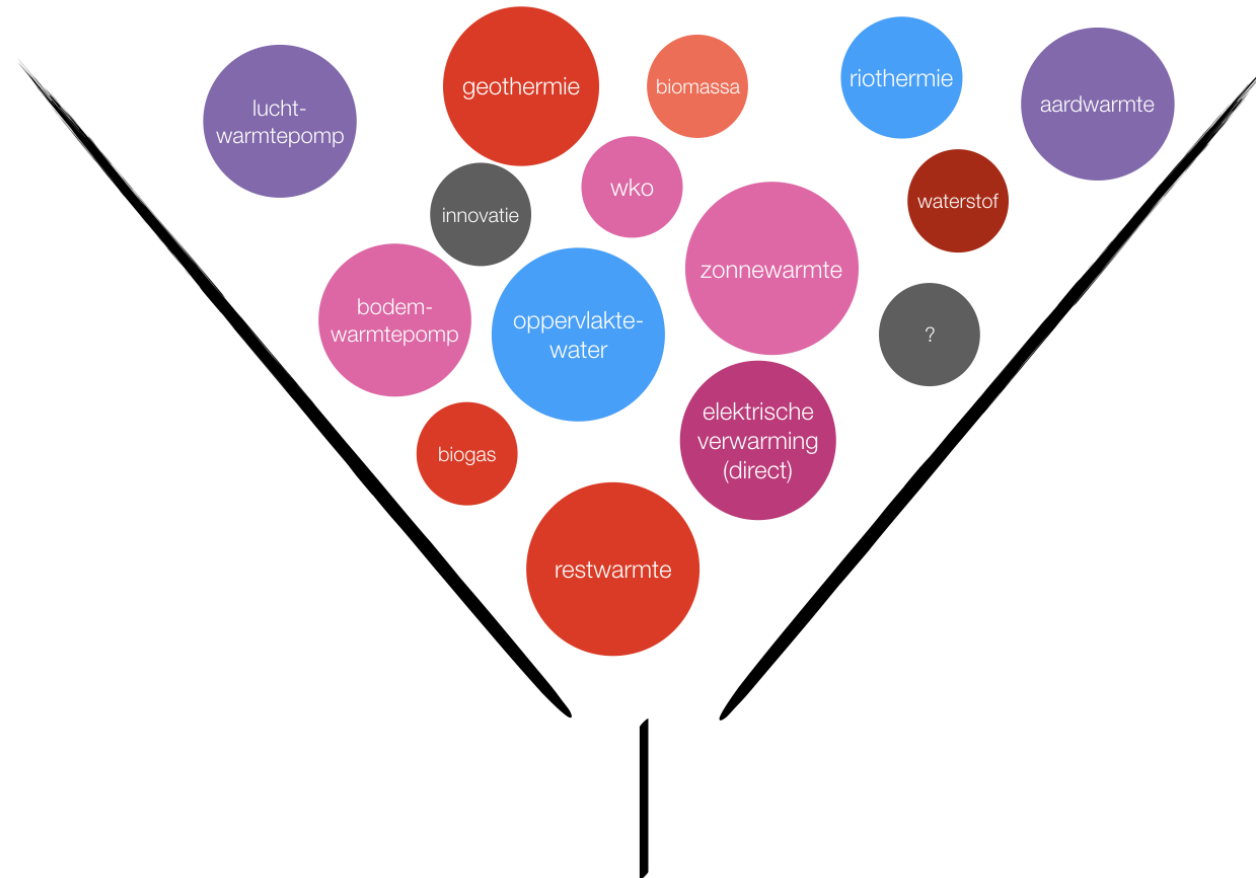 lucht-
warmtepomp
geothermie
biomassa
riothermie
aardwarmte
innovatie
wko
waterstof
zonnewarmte
bodem-
warmtepomp
oppervlakte-
water
?
elektrische
verwarming
(direct)
biogas
restwarmte